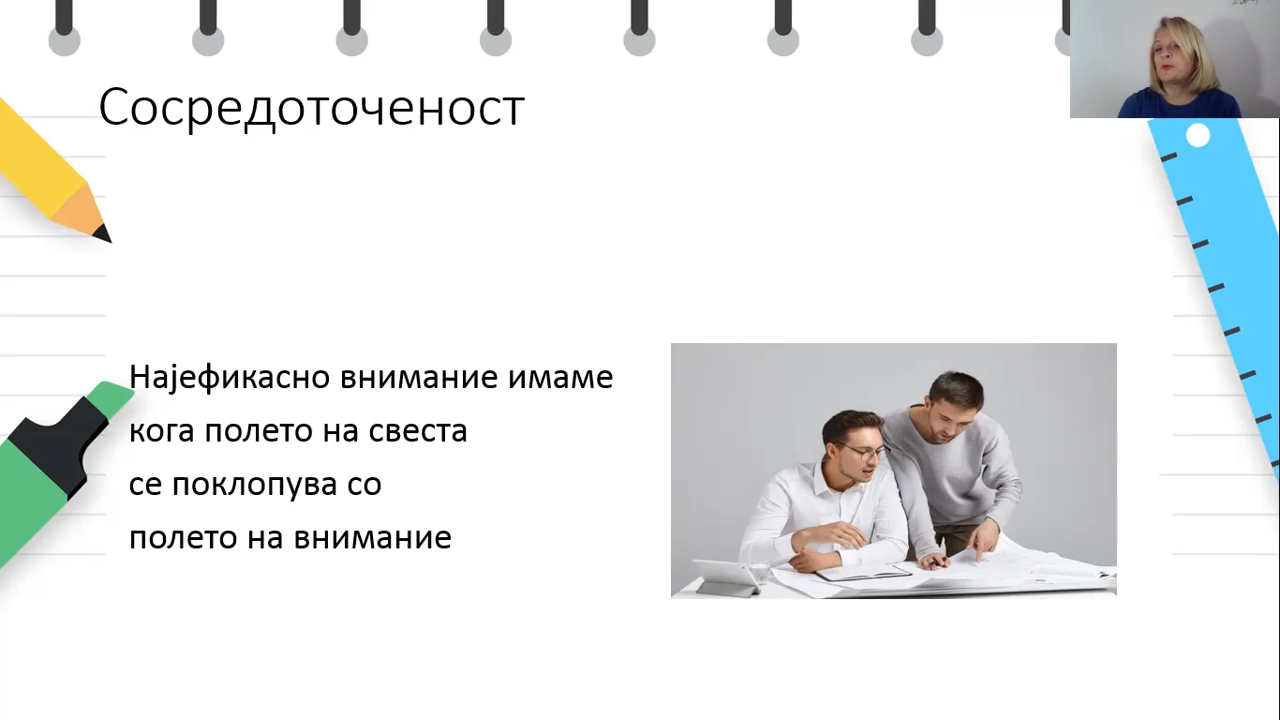 Сосредоточеност
Најефикасно внимание имаме
кога полето на свеста
се поклопува со
полето на внимание